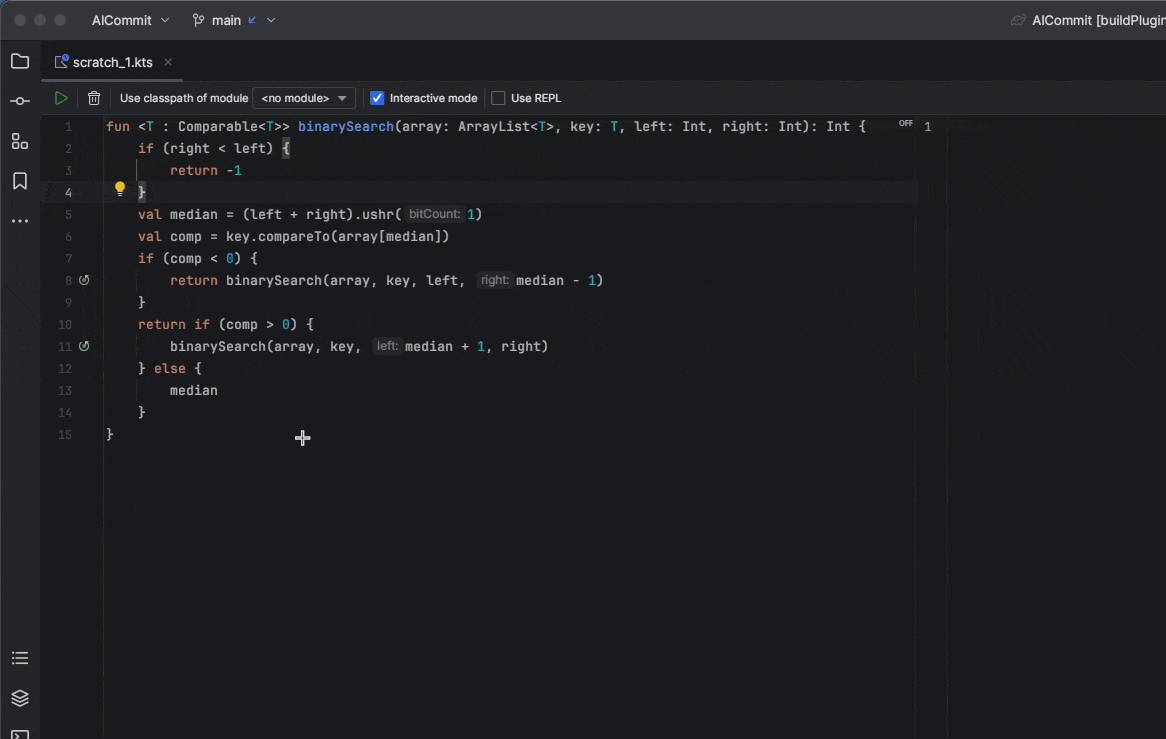 AICommit main AICommit [buildPlugin
scratch_1.kts
Use classpath of module <no module> Interactive mode Use REPL
1 fun <T : Comparable<T>> binarySearch(array: ArrayList<T>, key: T, left: Int, right: Int): Int { OFF 1
2 if (right < left) {
3 return -1
4 }
5 val median = (left + right).ushr( bitCount: 1)
6 val comp = key.compareTo(array[median])
7 if (comp < 0) {
8 return binarySearch(array, key, left, right: median - 1)
9 }
10 return if (comp > 0) {
11 binarySearch(array, key, left: median + 1, right)
12 } else {
13 median
14 }
15 }